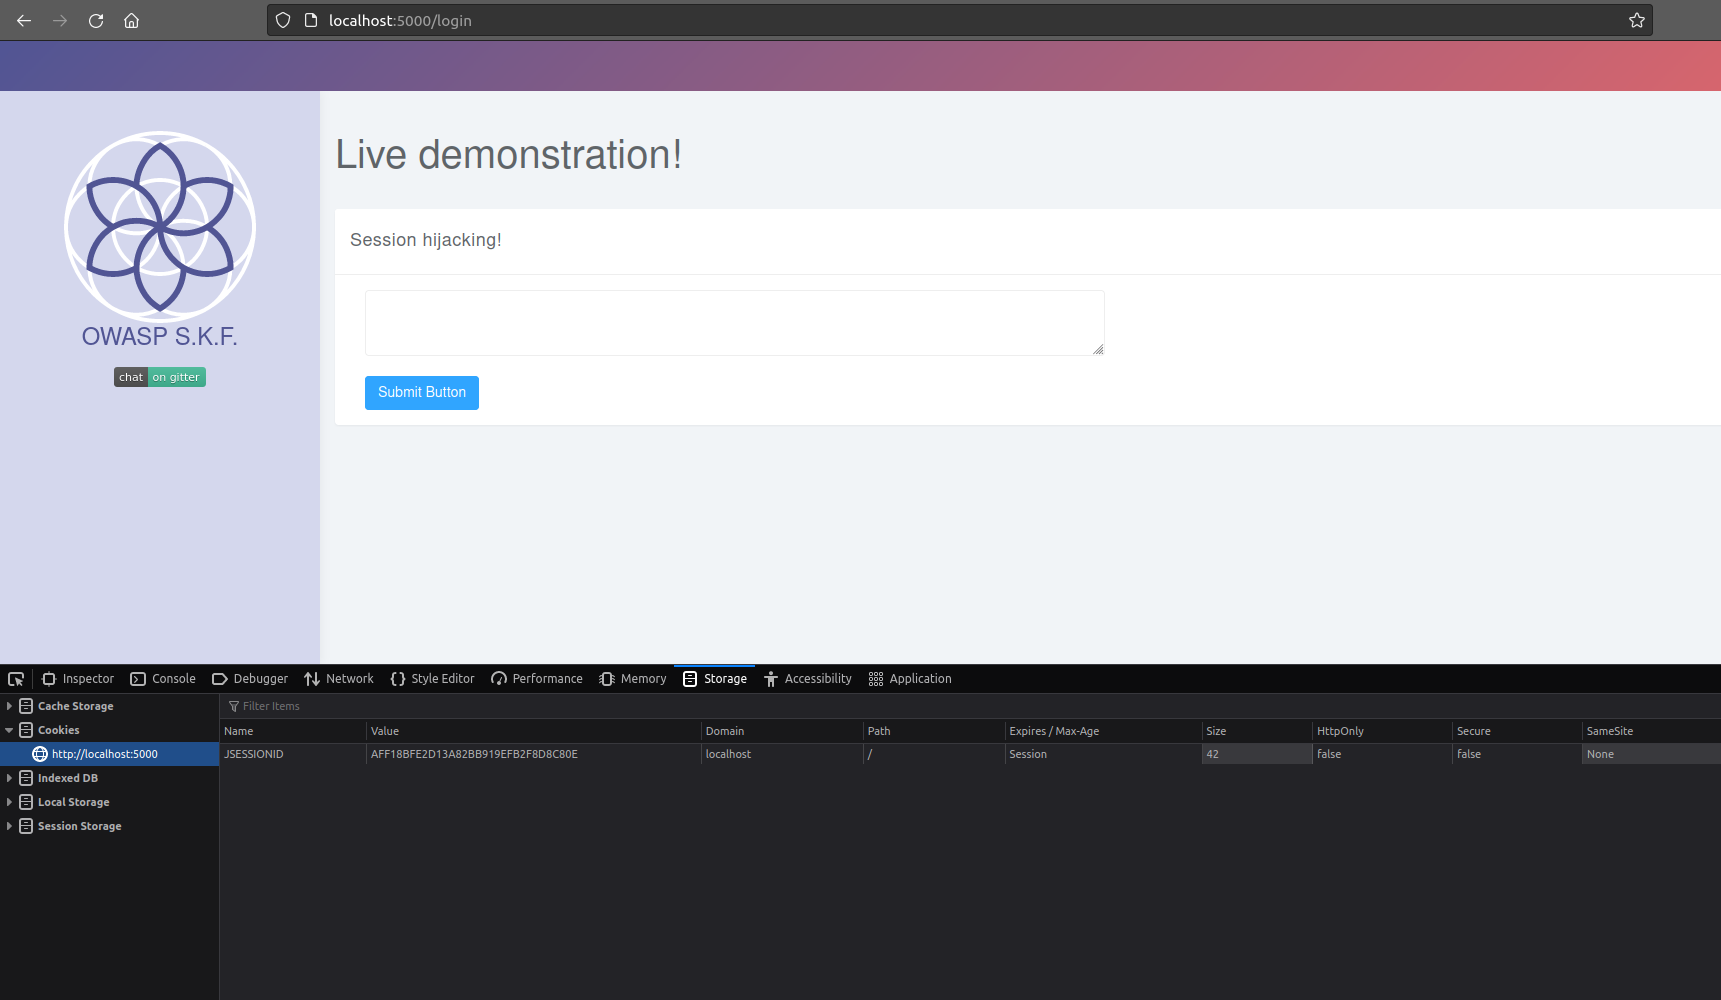 localhost:5000/login
OWASP S.K.F.
chat on gitter
Live demonstration!
Session hijacking!
Submit Button
Inspector Console Debugger Network Style Editor Performance Memory Storage Accessibility Application
Cache Storage
Cookies
http://localhost:5000
Indexed DB
Local Storage
Session Storage
Filter Items
Name Value Domain Path Expires / Max-Age Size HttpOnly Secure SameSite
JSESSIONID AFF18BFE2D13A82BB919EFB2F8D8C80E localhost / Session 42 false false None